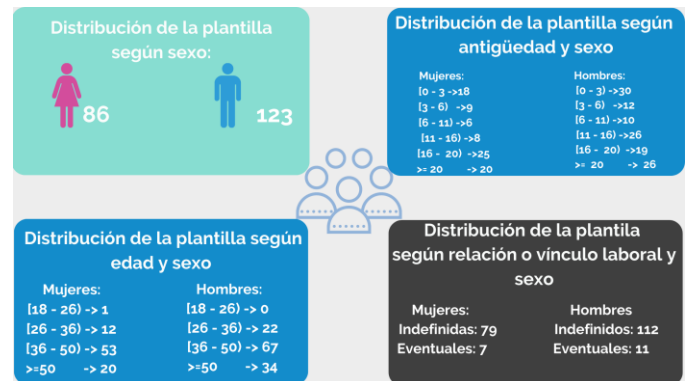 Distribución de la plantilla
según sexo:
86
123
Distribución de la plantilla según
antigüedad y sexo
Mujeres:
[0 - 3 ->18
[3 - 6) ->9
[6 - 11) ->6
[11 - 16) ->8
[16 - 20) ->25
>= 20 -> 20
Hombres:
[0 - 3) ->30
[3 - 6) ->12
[6 - 11) ->10
[11 - 16) ->26
[16 - 20) ->19
>= 20 -> 26
Distribución de la plantilla según
edad y sexo
Mujeres:
[18 - 26) -> 1
[26 - 36) -> 12
[36 - 50) -> 53
>=50 -> 20
Hombres:
[18 - 26) -> 0
[26 - 36) -> 22
[36 - 50) -> 67
>=50 -> 34
Distribución de la plantila
según relación o vínculo laboral y
sexo
Mujeres:
Indefinidas: 79
Eventuales: 7
Hombres
Indefinidos: 112
Eventuales: 11